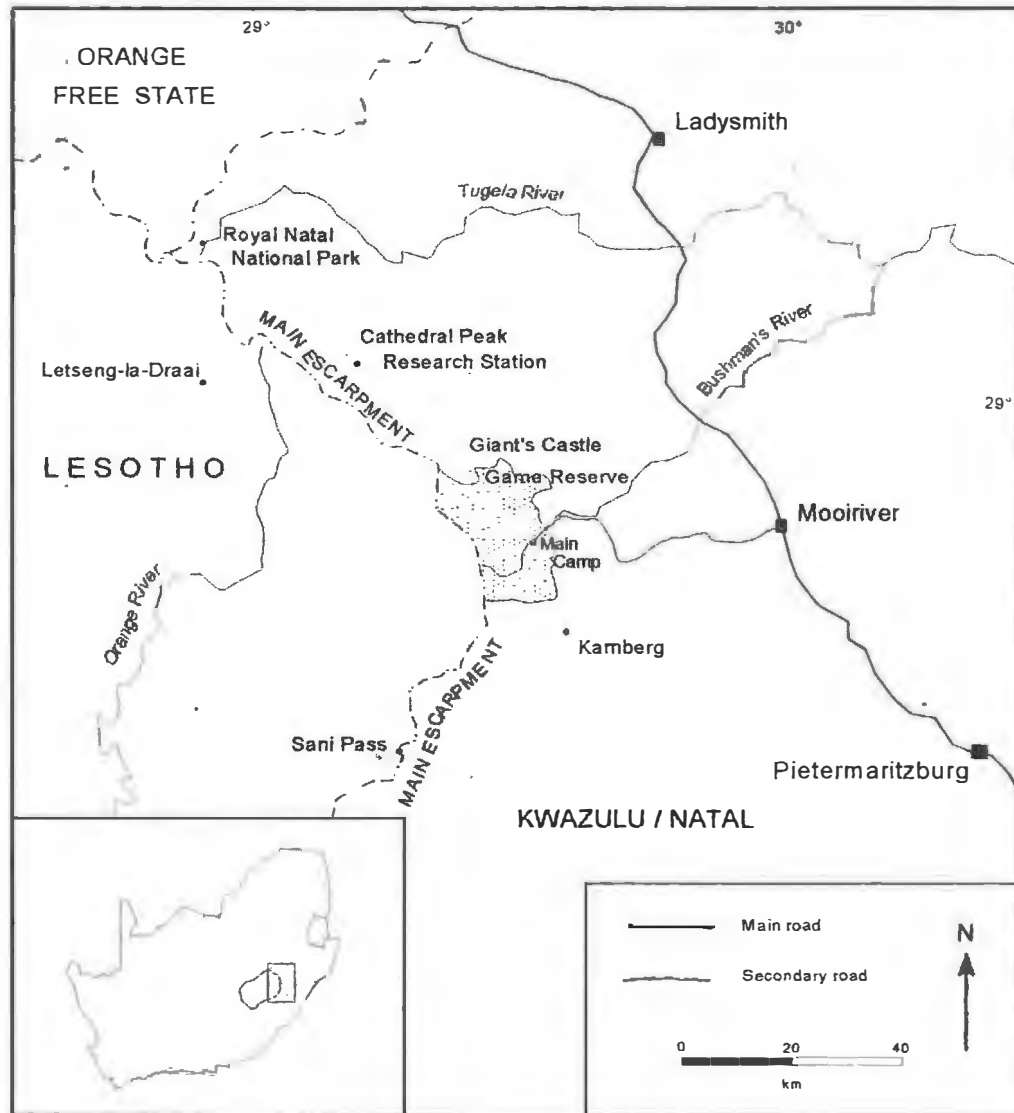 29°
30°
ORANGE
FREE STATE
Ladysmith
Tugela River
Royal Natal
National Park
MAIN ESCARPMENT
Cathedral Peak
Research Station
Letseng-la-Draai
Bushman's River
29°
LESOTHO
Giant's Castle
Game Reserve
Mooiriver
Main
Camp
Orange River
Kamberg
MAIN ESCARPMENT
Sani Pass
Pietermaritzburg
KWAZULU / NATAL
Main road
N
Secondary road
0 20 40
km